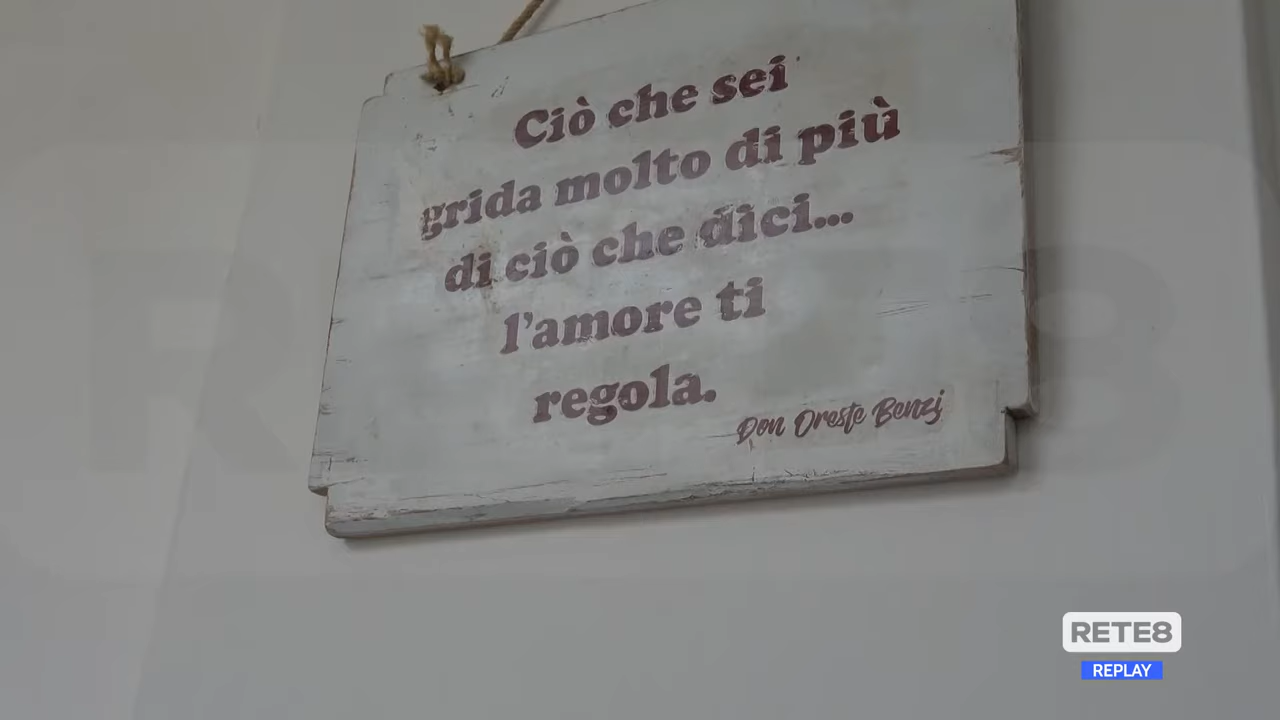 Ciò che sei
grida molto di più
di ciò che dici...
l'amore ti
regola.
Don Oreste Benzi
RETE8
REPLAY